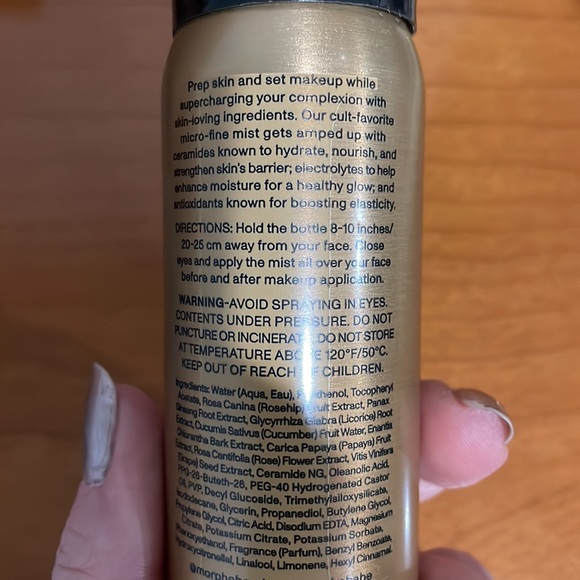 Prep skin and set makeup while
supercharging your complexion with
skin-loving ingredients. Our cult-favorite
micro-fine mist gets amped up with
ceramides known to hydrate, nourish, and
strengthen skin's barrier; electrolytes to help
enhance moisture for a healthy glow; and
antioxidants known for boosting elasticity.
DIRECTIONS: Hold the bottle 8-10 inches/
20-25 cm away from your face. Close
eyes and apply the mist all over your face
before and after makeup application.
WARNING-AVOID SPRAYING IN EYES.
CONTENTS UNDER PRESSURE. DO NOT
PUNCTURE OR INCINERATE. DO NOT STORE
AT TEMPERATURE ABOVE 120°F/50°C.
KEEP OUT OF REACH OF CHILDREN.
Ingredients: Water (Aqua, Eau), Panthenol, Tocopheryl
Acetate, Rosa Canina (Rosehip) Fruit Extract, Panax
Ginseng Root Extract, Glycyrrhiza Glabra (Licorice) Root
Extract, Cucumis Sativus (Cucumber) Fruit Water, Enantia
Chlorantha Bark Extract, Carica Papaya (Papaya) Fruit
Extract, Rosa Centifolia (Rose) Flower Extract, Vitis Vinifera
(Grape) Seed Extract, Ceramide NG, Oleanolic Acid,
PPG-26-Buteth-26, PEG-40 Hydrogenated Castor
Oil, PVP, Decyl Glucoside, Trimethylsiloxysilicate,
Isododecane, Glycerin, Propanediol, Butylene Glycol,
Propylene Glycol, Citric Acid, Disodium EDTA, Magnesium
Citrate, Potassium Citrate, Potassium Sorbate,
Phenoxyethanol, Fragrance (Parfum), Benzyl Benzoate,
Hydroxycitronellal, Linalool, Limonene, Hexyl Cinnamal.